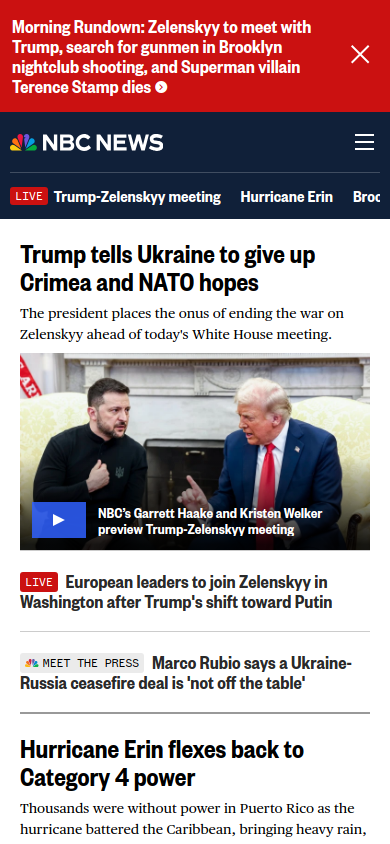 Morning Rundown: Zelenskyy to meet with
Trump, search for gunmen in Brooklyn
nightclub shooting, and Superman villain
Terence Stamp dies
NBC NEWS
LIVE Trump-Zelenskyy meeting Hurricane Erin Broo
Trump tells Ukraine to give up
Crimea and NATO hopes
The president places the onus of ending the war on
Zelenskyy ahead of today's White House meeting.
NBC's Garrett Haake and Kristen Welker
preview Trump-Zelenskyy meeting
LIVE European leaders to join Zelenskyy in
Washington after Trump's shift toward Putin
MEET THE PRESS Marco Rubio says a Ukraine-
Russia ceasefire deal is 'not off the table'
Hurricane Erin flexes back to
Category 4 power
Thousands were without power in Puerto Rico as the
hurricane battered the Caribbean, bringing heavy rain,